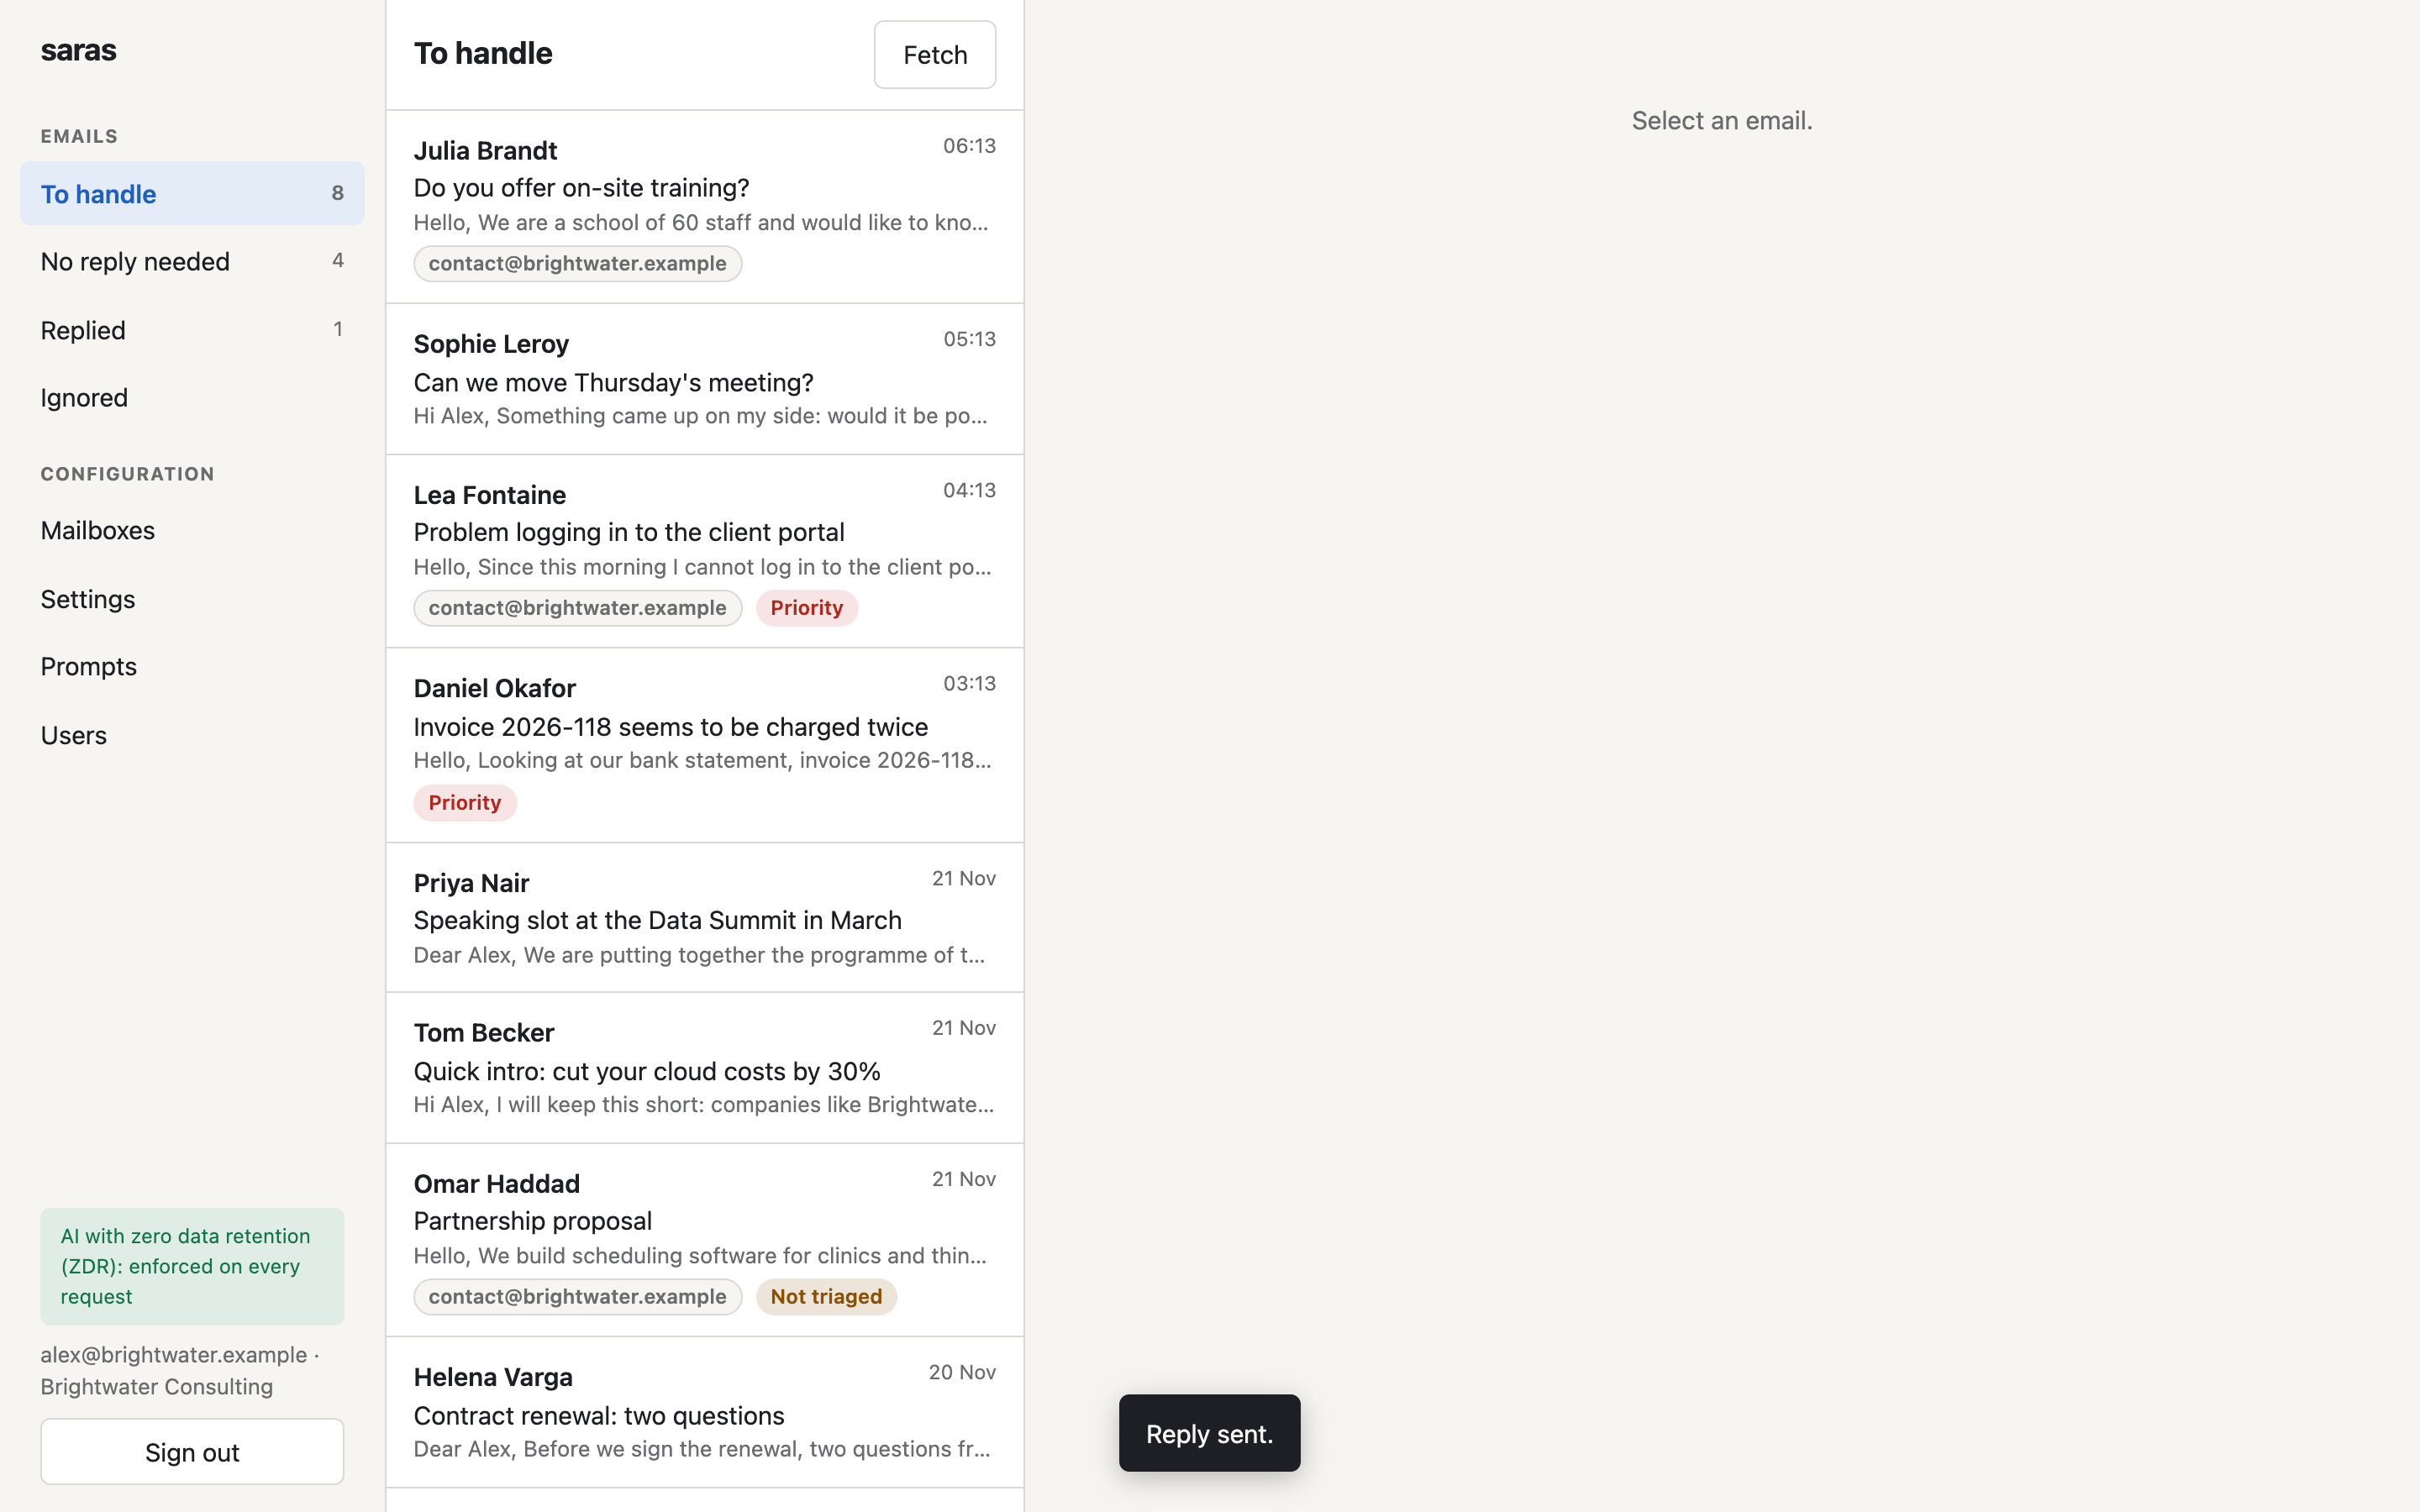 saras
EMAILS
To handle 8
No reply needed 4
Replied 1
Ignored
CONFIGURATION
Mailboxes
Settings
Prompts
Users
AI with zero data retention
(ZDR): enforced on every
request
alex@brightwater.example ·
Brightwater Consulting
Sign out
To handle
Fetch
Julia Brandt 06:13
Do you offer on-site training?
Hello, We are a school of 60 staff and would like to kno...
contact@brightwater.example
Sophie Leroy 05:13
Can we move Thursday's meeting?
Hi Alex, Something came up on my side: would it be po...
Lea Fontaine 04:13
Problem logging in to the client portal
Hello, Since this morning I cannot log in to the client po...
contact@brightwater.example Priority
Daniel Okafor 03:13
Invoice 2026-118 seems to be charged twice
Hello, Looking at our bank statement, invoice 2026-118...
Priority
Priya Nair 21 Nov
Speaking slot at the Data Summit in March
Dear Alex, We are putting together the programme of t...
Tom Becker 21 Nov
Quick intro: cut your cloud costs by 30%
Hi Alex, I will keep this short: companies like Brightwate...
Omar Haddad 21 Nov
Partnership proposal
Hello, We build scheduling software for clinics and thin...
contact@brightwater.example Not triaged
Helena Varga 20 Nov
Contract renewal: two questions
Dear Alex, Before we sign the renewal, two questions fr...
Select an email.
Reply sent.